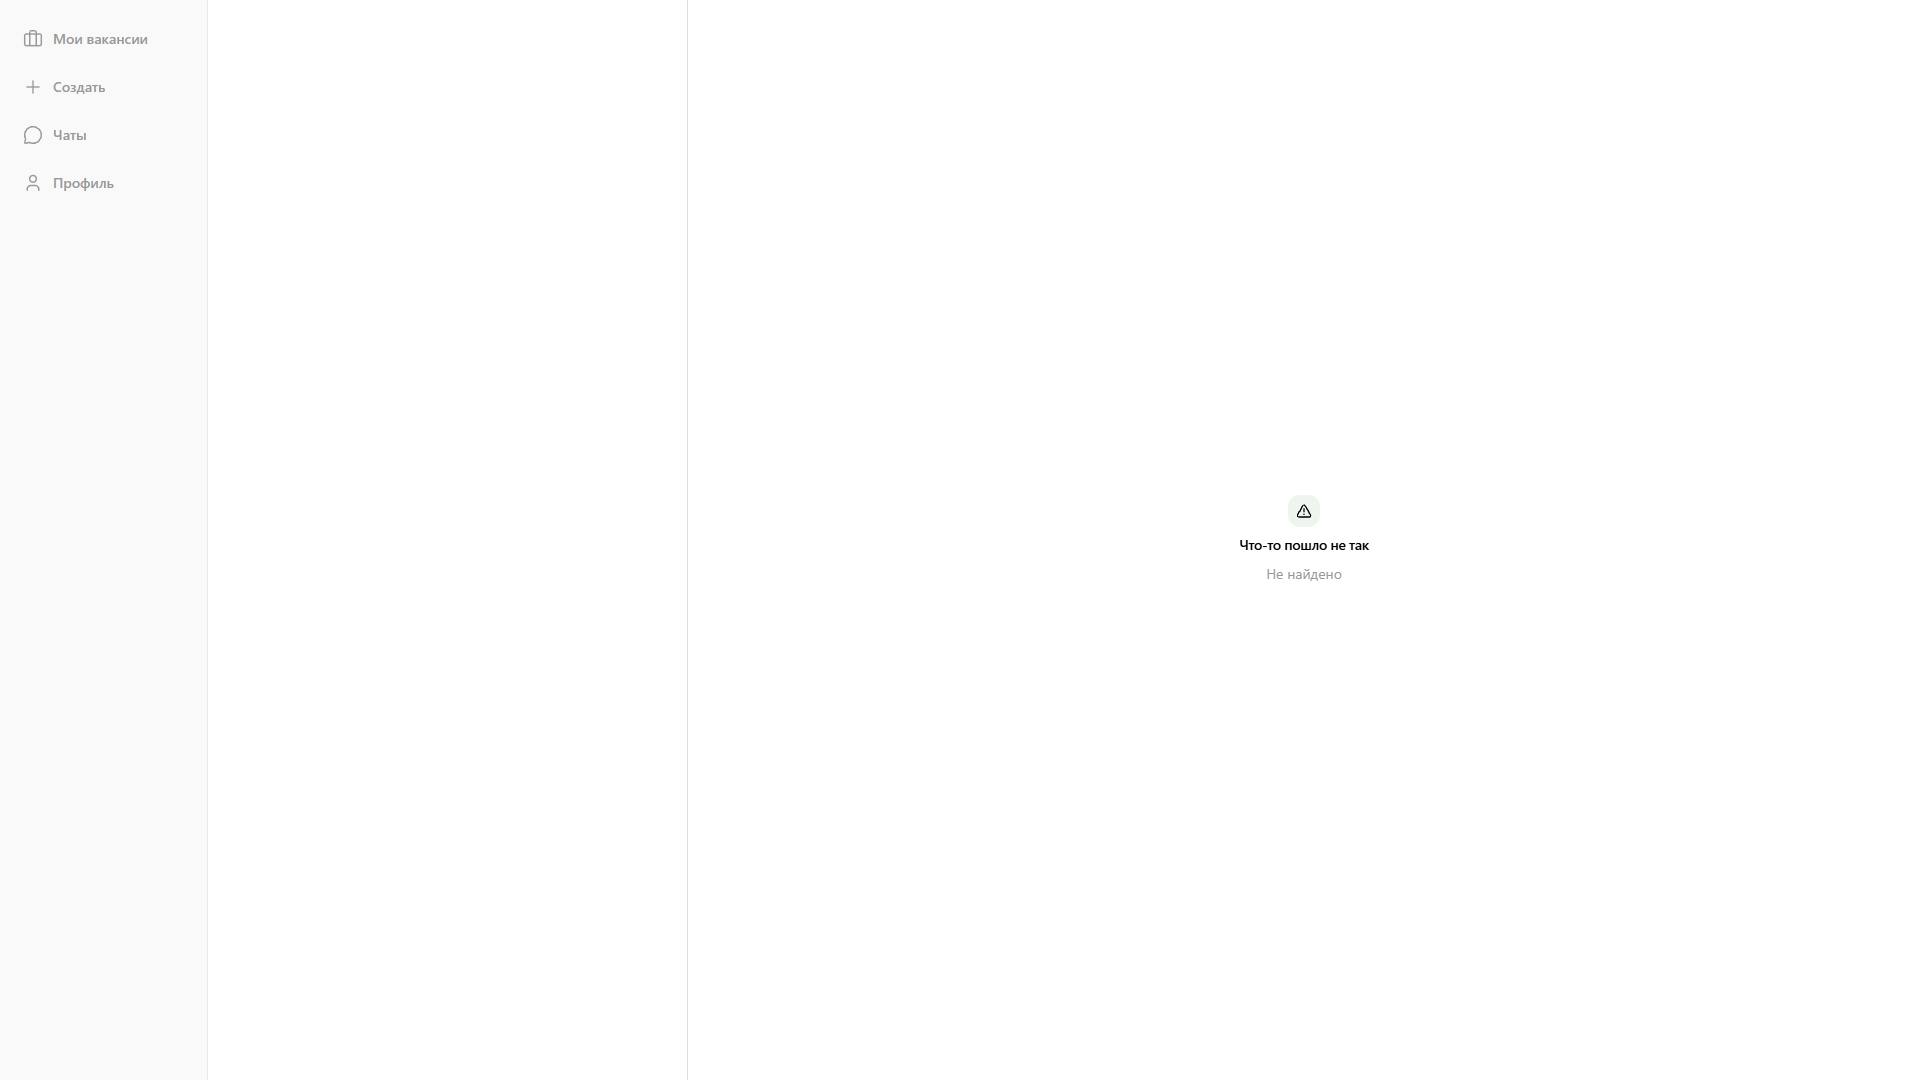 Мои вакансии
Создать
Чаты
Профиль
Что-то пошло не так
Не найдено